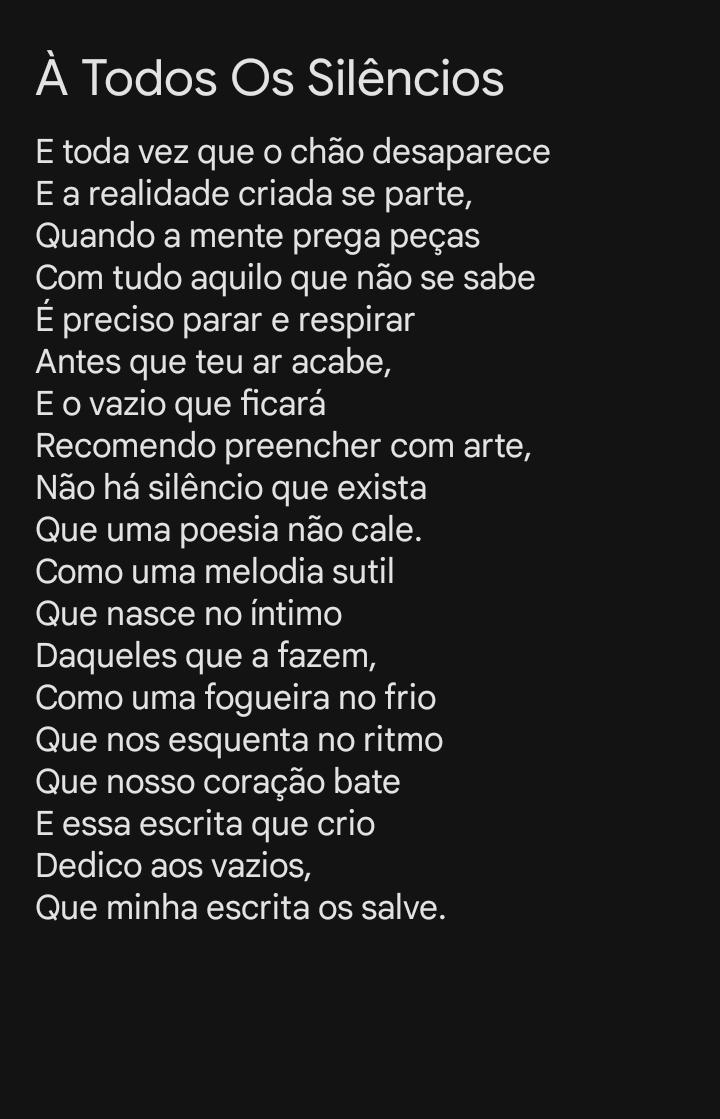 À Todos Os Silêncios
E toda vez que o chão desaparece
E a realidade criada se parte,
Quando a mente prega peças
Com tudo aquilo que não se sabe
É preciso parar e respirar
Antes que teu ar acabe,
E o vazio que ficará
Recomendo preencher com arte,
Não há silêncio que exista
Que uma poesia não cale.
Como uma melodia sutil
Que nasce no íntimo
Daqueles que a fazem,
Como uma fogueira no frio
Que nos esquenta no ritmo
Que nosso coração bate
E essa escrita que crio
Dedico aos vazios,
Que minha escrita os salve.